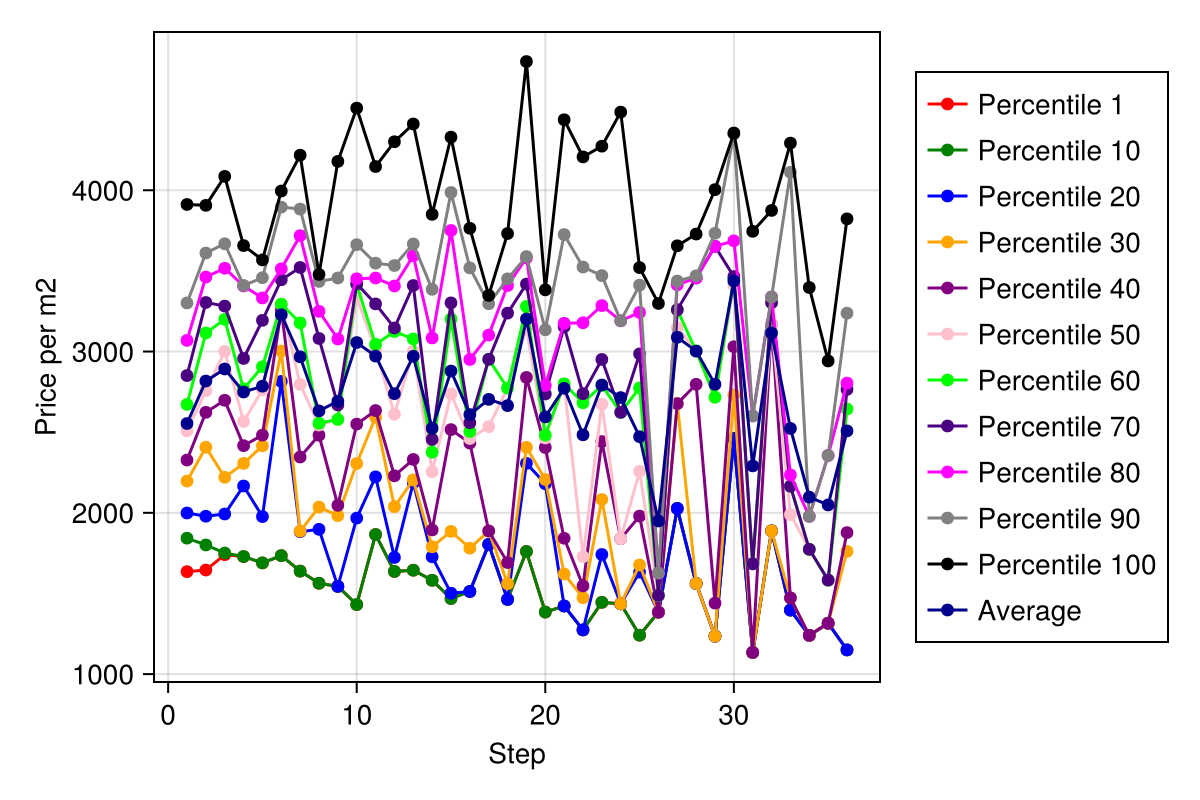 Price per m2
4000
3000
2000
1000
0
10
20
30
Step
Percentile 1
Percentile 10
Percentile 20
Percentile 30
Percentile 40
Percentile 50
Percentile 60
Percentile 70
Percentile 80
Percentile 90
Percentile 100
Average